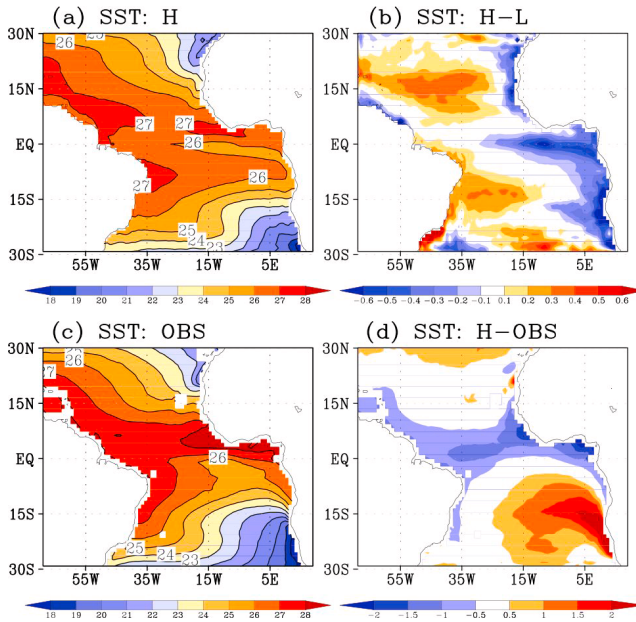 (a) SST: H
(b) SST: H-L
30N
15N
EQ
15S
30S
55W 35W 15W 5E
26
25
27
27
26
27
26
25
24
23
30N
15N
EQ
15S
30S
55W 35W 15W 5E
18 19 20 21 22 23 24 25 26 27 28
-0.6 -0.5 -0.4 -0.3 -0.2 -0.1 0.1 0.2 0.3 0.4 0.5 0.6
(c) SST: OBS
(d) SST: H-OBS
30N
15N
EQ
15S
30S
55W 35W 15W 5E
26
27
26
25
24
23
30N
15N
EQ
15S
30S
55W 35W 15W 5E
18 19 20 21 22 23 24 25 26 27 28
-2 -1.5 -1 -0.5 0.5 1 1.5 2